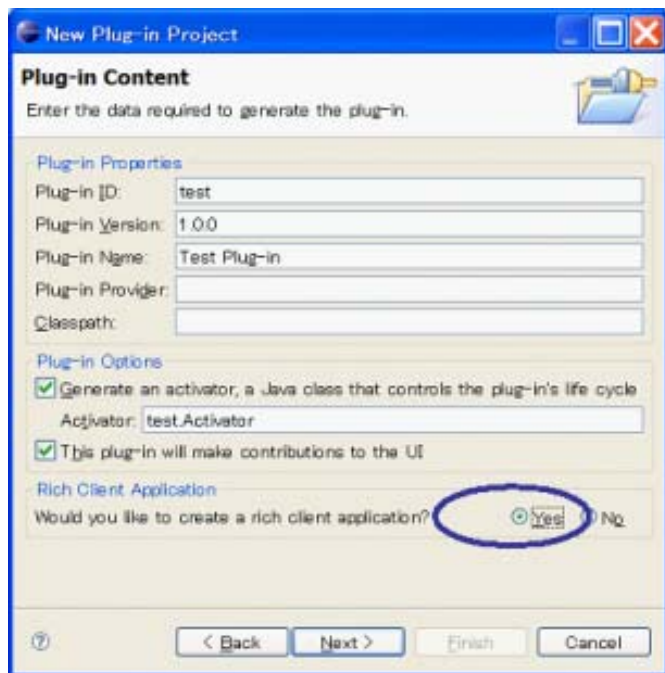 New Plug-in Project
Plug-in Content
Enter the data required to generate the plug-in.
Plug-in Properties
Plug-in ID: test
Plug-in Version: 1.0.0
Plug-in Name: Test Plug-in
Plug-in Provider:
Classpath:
Plug-in Options
Generate an activator, a Java class that controls the plug-in's life cycle
Activator: test.Activator
This plug-in will make contributions to the UI
Rich Client Application
Would you like to create a rich client application? Yes No
? < Back Next > Finish Cancel